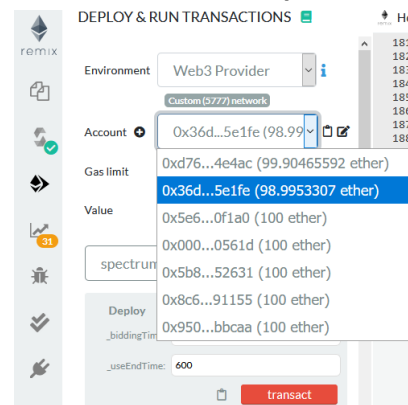 DEPLOY & RUN TRANSACTIONS
remix
Environment
Web3 Provider
i
Custom (5777) network
Account
0x36d...5e1fe (98.99
Gas limit
0xd76...4e4ac (99.90465592 ether)
0x36d...5e1fe (98.9953307 ether)
Value
0x5e6...0f1a0 (100 ether)
0x000...0561d (100 ether)
31
spectrum
0x5b8...52631 (100 ether)
0x8c6...91155 (100 ether)
Deploy
0x950...bbcaa (100 ether)
_biddingTim
_useEndTime:
600
transact
H
181
182
183
184
185
186
187
188